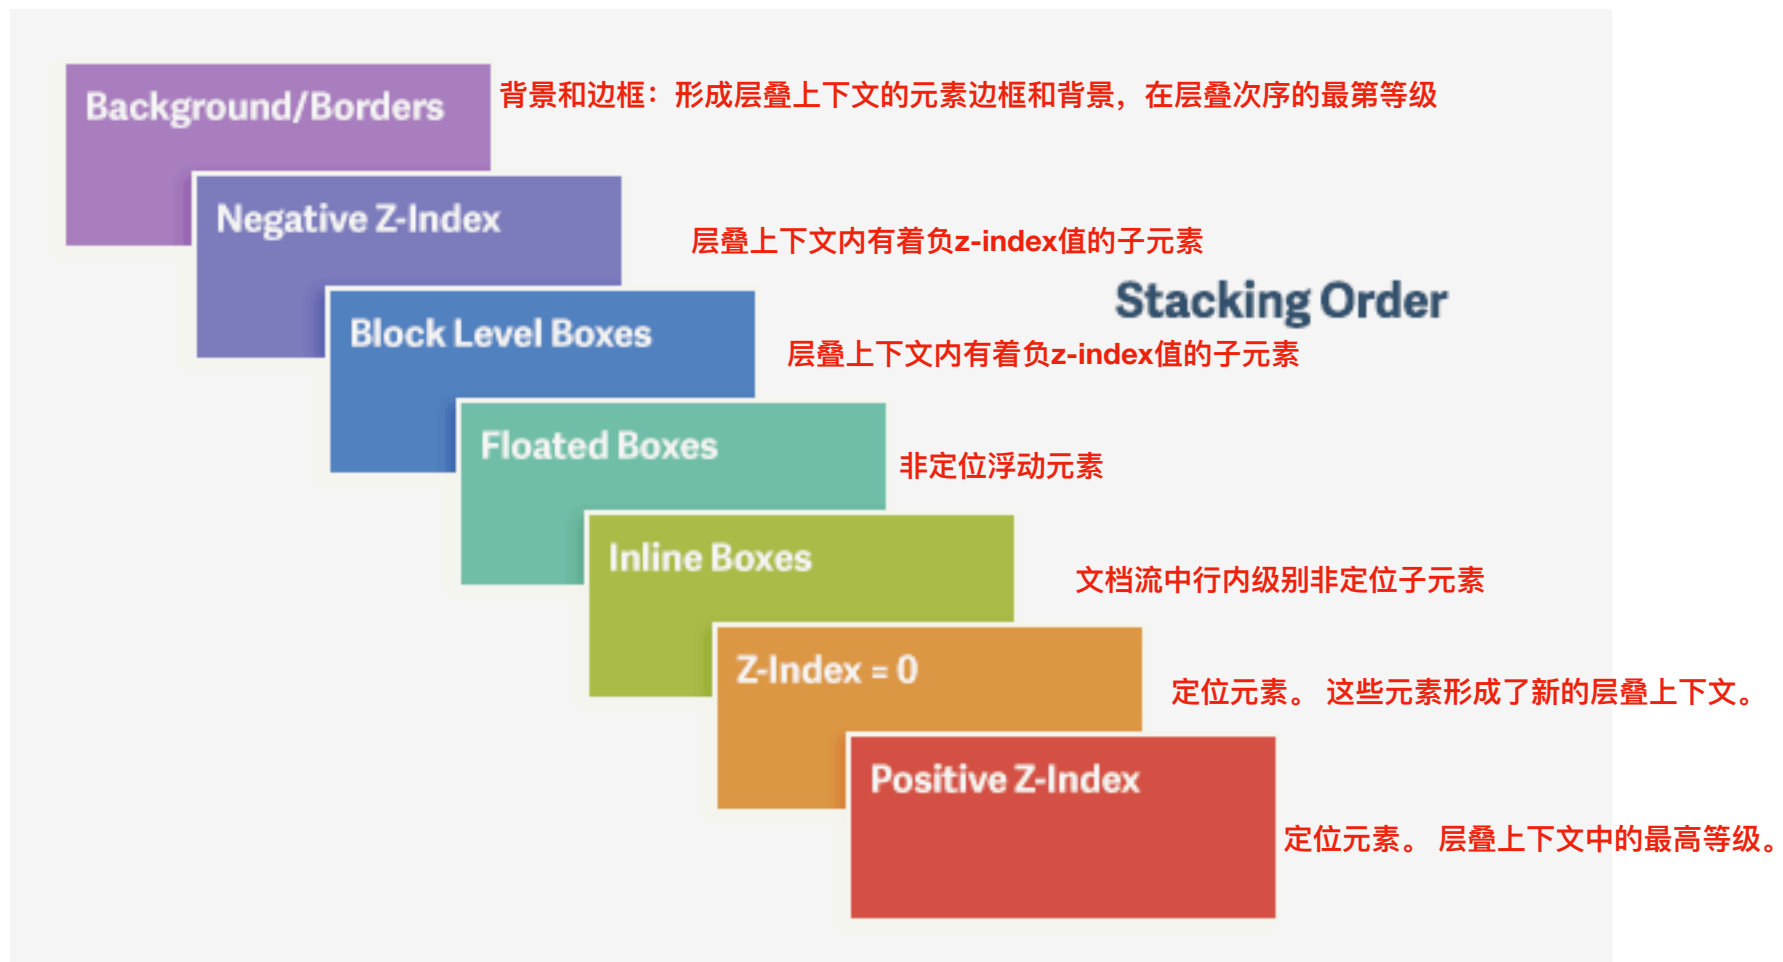 Background/Borders
背景和边框：形成层叠上下文的元素边框和背景，在层叠次序的最第等级
Negative Z-Index
层叠上下文内有着负z-index值的子元素
Stacking Order
Block Level Boxes
层叠上下文内有着负z-index值的子元素
Floated Boxes
非定位浮动元素
Inline Boxes
文档流中行内级别非定位子元素
Z-Index = 0
定位元素。 这些元素形成了新的层叠上下文。
Positive Z-Index
定位元素。 层叠上下文中的最高等级。